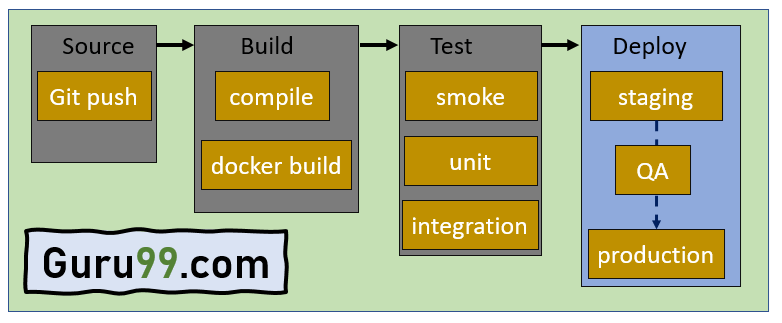 Source
Git push
Build
compile
docker build
Test
smoke
unit
integration
Deploy
staging
QA
production
Guru99.com